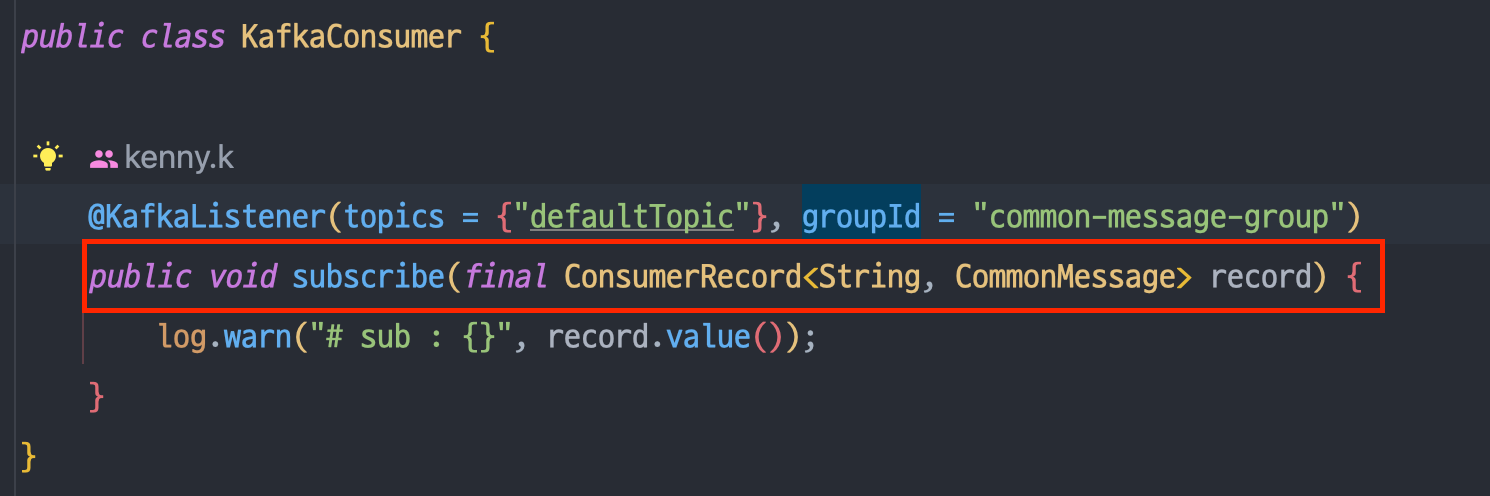 public class KafkaConsumer {
kenny.k
@KafkaListener(topics = {"defaultTopic"}, groupId = "common-message-group")
public void subscribe(final ConsumerRecord<String, CommonMessage> record) {
log.warn("# sub : {}", record.value());
}
}